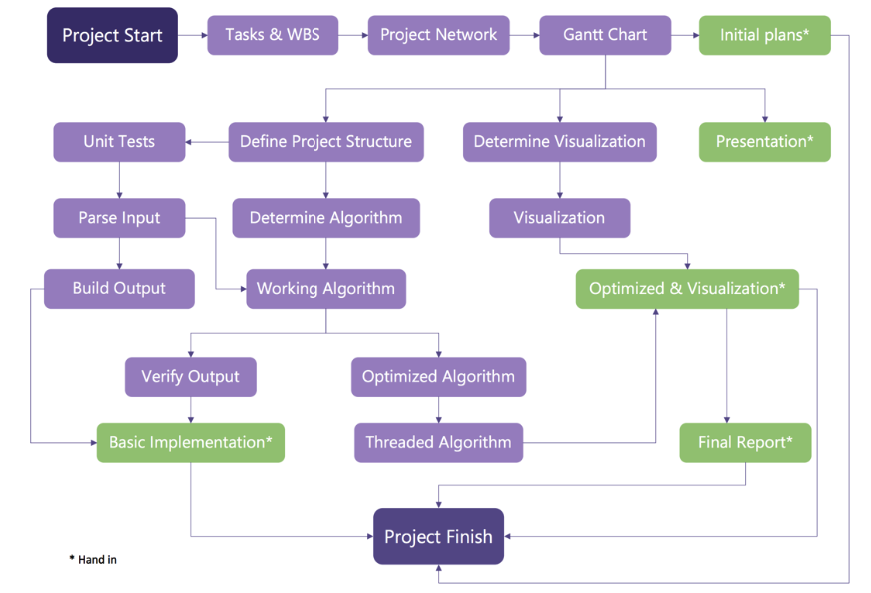 Project Start
Tasks & WBS
Project Network
Gantt Chart
Initial plans*
Unit Tests
Define Project Structure
Determine Visualization
Presentation*
Parse Input
Determine Algorithm
Visualization
Build Output
Working Algorithm
Optimized & Visualization*
Verify Output
Optimized Algorithm
Basic Implementation*
Threaded Algorithm
Final Report*
Project Finish
* Hand in